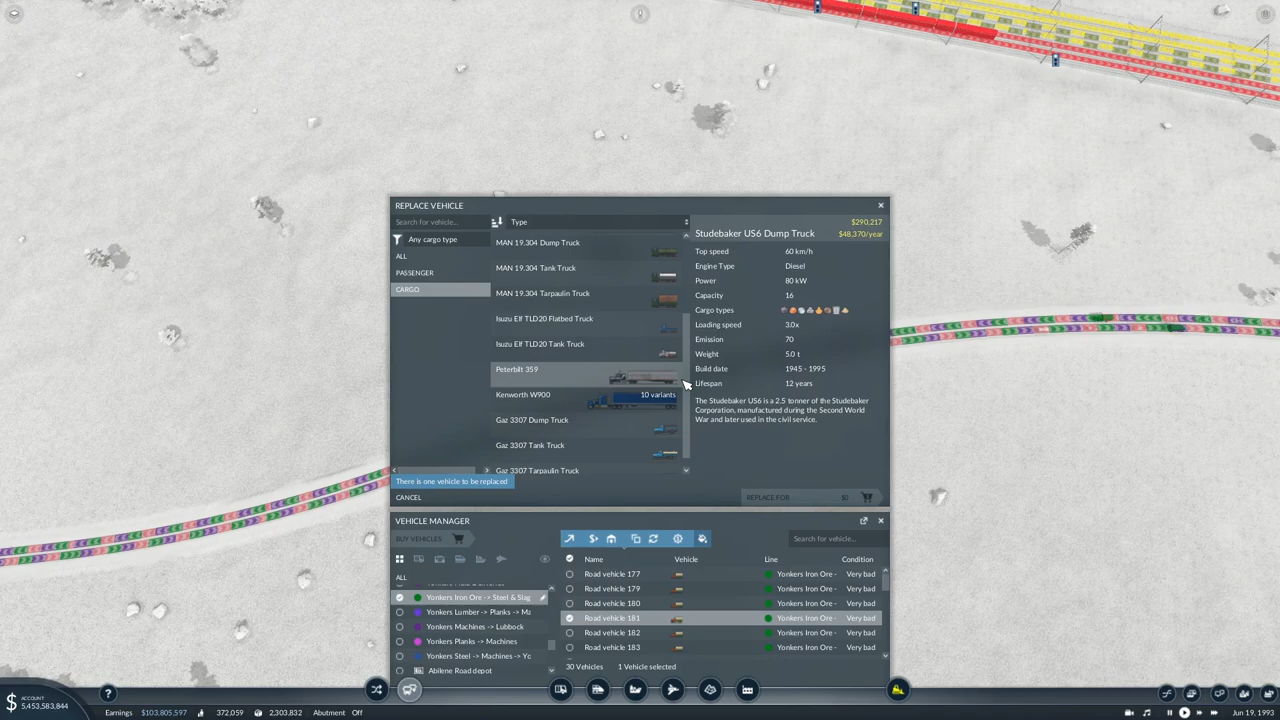 REPLACE VEHICLE
Search for vehicle...
Type
Any cargo type
ALL
PASSENGER
CARGO
MAN 19.304 Dump Truck
MAN 19.304 Tank Truck
MAN 19.304 Tarpaulin Truck
Isuzu Elf TLD20 Flatbed Truck
Isuzu Elf TLD20 Tank Truck
Peterbilt 359
Kenworth W900
10 variants
Gaz 3307 Dump Truck
Gaz 3307 Tank Truck
Gaz 3307 Tarpaulin Truck
$290,217
Studebaker US6 Dump Truck
$48,370/year
Top speed 60 km/h
Engine Type Diesel
Power 80 kW
Capacity 16
Cargo types
Loading speed 3.0x
Emission 70
Weight 5.0 t
Build date 1945 - 1995
Lifespan 12 years
The Studebaker US6 is a 2.5 tonner of the Studebaker
Corporation, manufactured during the Second World
War and later used in the civil service.
There is one vehicle to be replaced
CANCEL
REPLACE FOR $0
VEHICLE MANAGER
BUY VEHICLES
Search for vehicle...
ALL
Yonkers Iron Ore -> Steel & Slag
Yonkers Lumber -> Planks -> Ma
Yonkers Machines -> Lubbock
Yonkers Planks -> Machines
Yonkers Steel -> Machines -> Yc
Abilene Road depot
Name Vehicle Line Condition
Road vehicle 177 Yonkers Iron Ore - Very bad
Road vehicle 179 Yonkers Iron Ore - Very bad
Road vehicle 180 Yonkers Iron Ore - Very bad
Road vehicle 181 Yonkers Iron Ore - Very bad
Road vehicle 182 Yonkers Iron Ore - Very bad
Road vehicle 183 Yonkers Iron Ore - Very bad
30 Vehicles 1 Vehicle selected
$ ACCOUNT
5,453,583,844
?
Earnings $103,805,597 372,059 2,303,832 Abutment Off
Jun 19, 1993